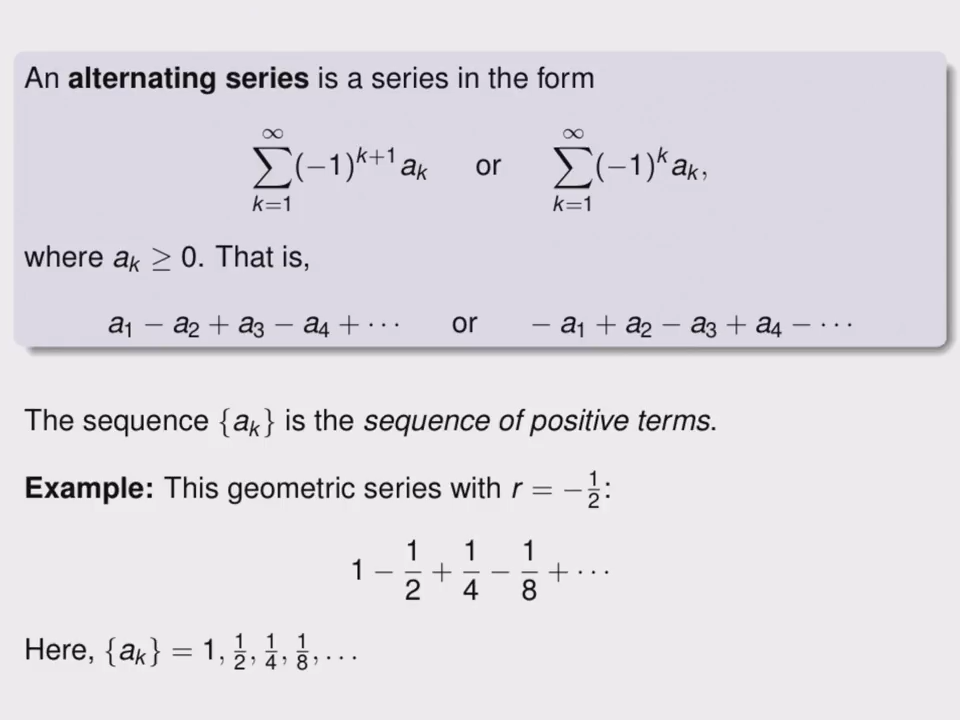 An alternating series is a series in the form
∑_{k=1}^{∞} (−1)^{k+1} a_k or ∑_{k=1}^{∞} (−1)^k a_k,
where a_k ≥ 0. That is,
a_1 − a_2 + a_3 − a_4 + ⋯ or − a_1 + a_2 − a_3 + a_4 − ⋯
The sequence {a_k} is the sequence of positive terms.
Example: This geometric series with r = −1/2:
1 − 1/2 + 1/4 − 1/8 + ⋯
Here, {a_k} = 1, 1/2, 1/4, 1/8, …